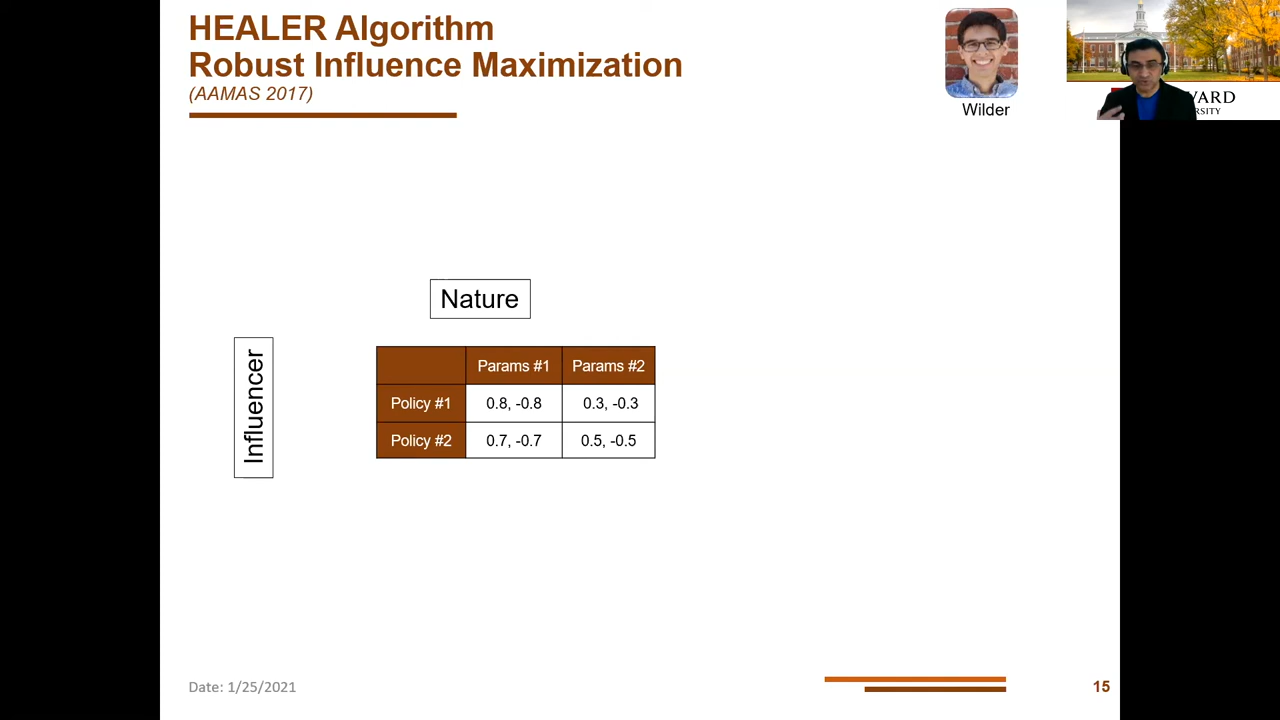 HEALER Algorithm
Robust Influence Maximization
(AAMAS 2017)
Wilder
VARD
RSITY
Nature
Influencer
Params #1 Params #2
Policy #1 0.8, -0.8 0.3, -0.3
Policy #2 0.7, -0.7 0.5, -0.5
Date: 1/25/2021
15